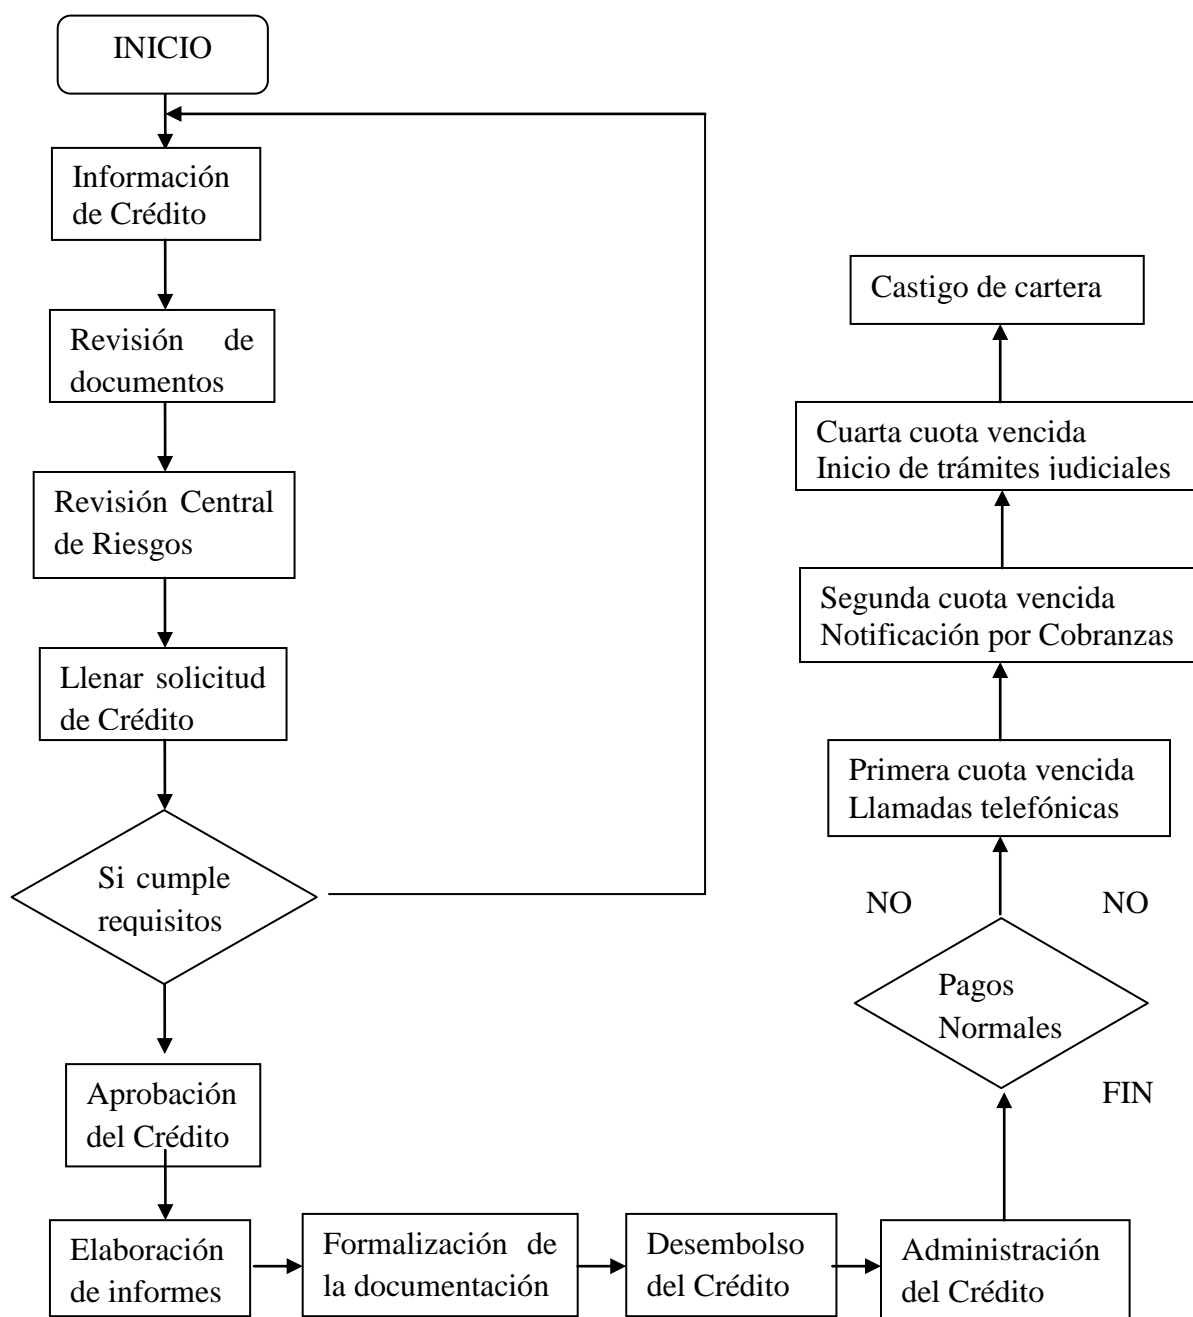 INICIO
Información
de Crédito
Revisión de
documentos
Revisión Central
de Riesgos
Llenar solicitud
de Crédito
Si cumple
requisitos
Aprobación
del Crédito
Elaboración
de informes
Formalización de
la documentación
Desembolso
del Crédito
Administración
del Crédito
FIN
Pagos
Normales
NO
NO
Primera cuota vencida
Llamadas telefónicas
Segunda cuota vencida
Notificación por Cobranzas
Cuarta cuota vencida
Inicio de trámites judiciales
Castigo de cartera